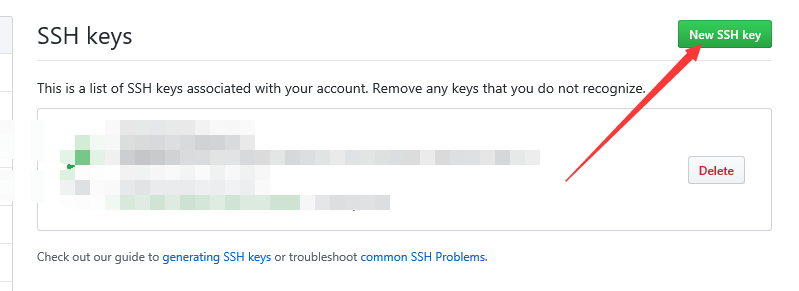 SSH keys
New SSH key
This is a list of SSH keys associated with your account. Remove any keys that you do not recognize.
Delete
Check out our guide to generating SSH keys or troubleshoot common SSH Problems.